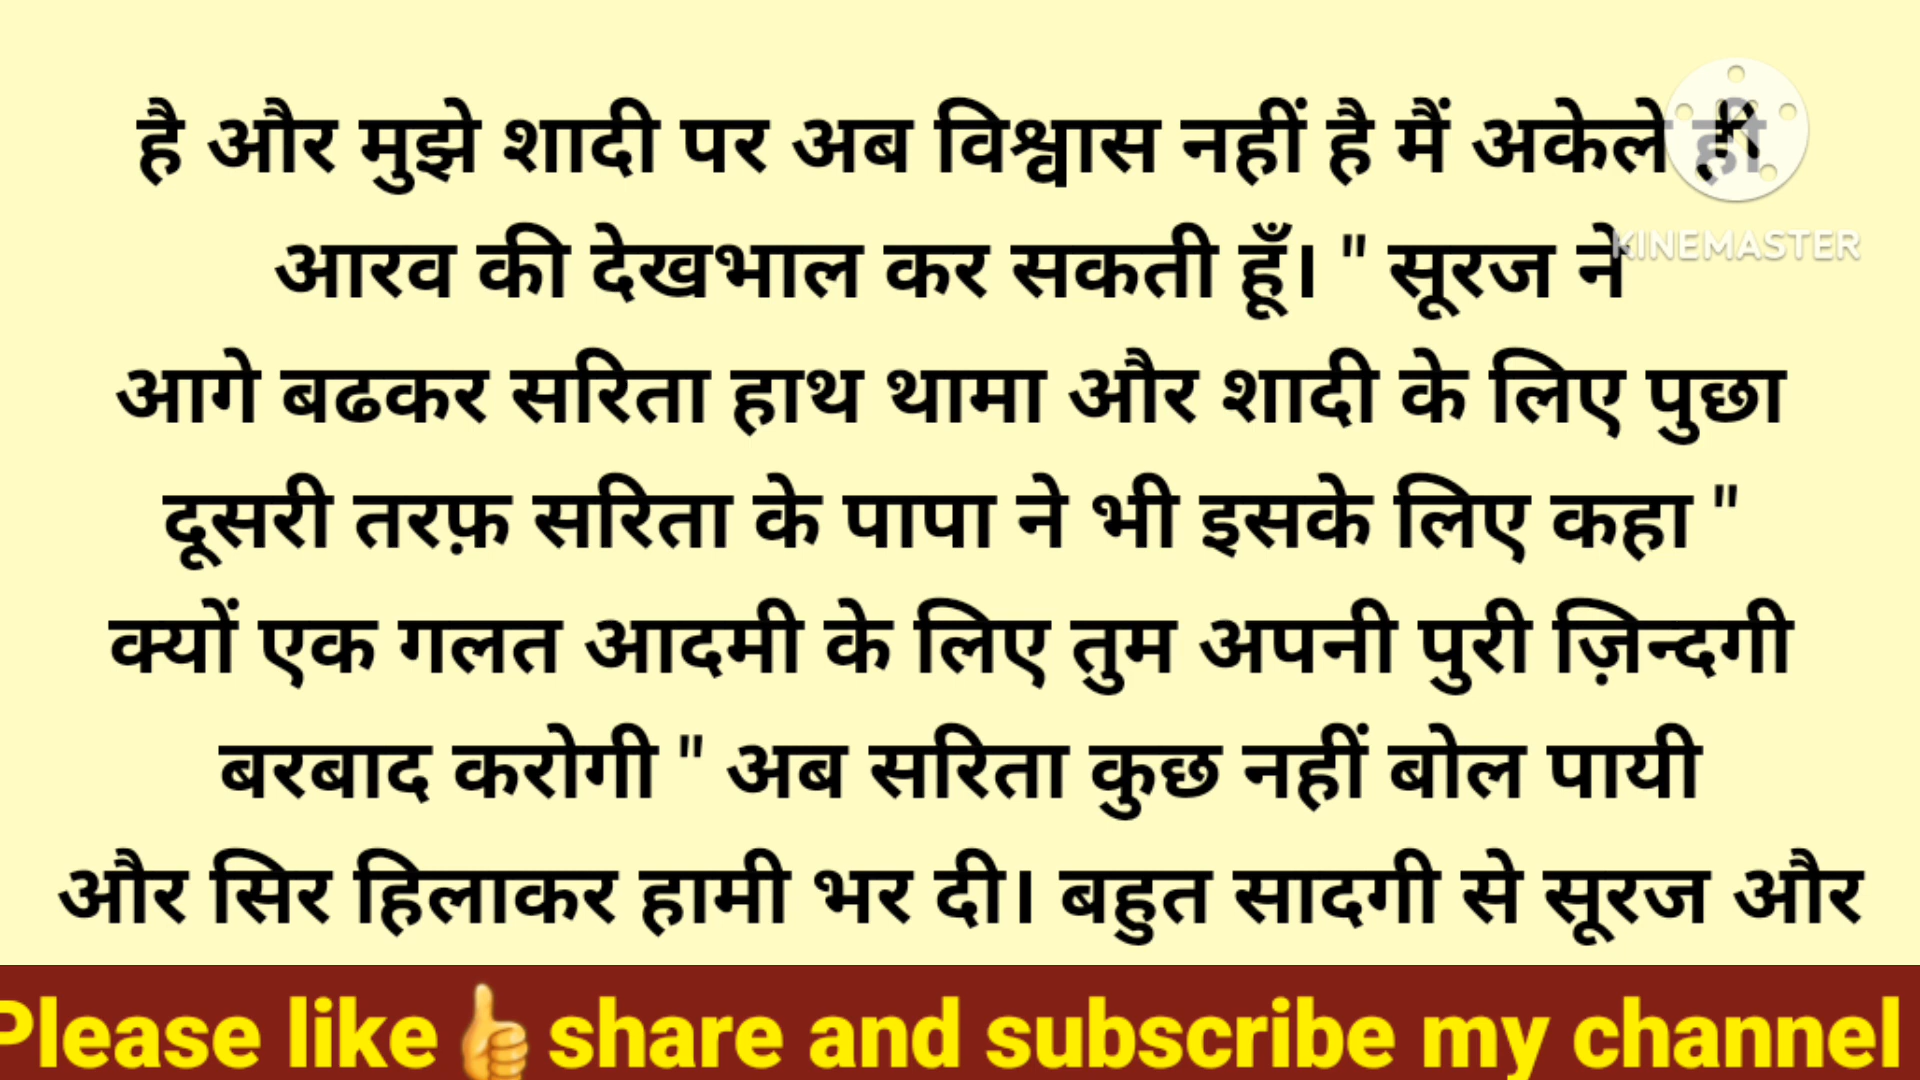 है और मुझे शादी पर अब विश्वास नहीं है मैं अकेले ही
KINEMASTER
आरव की देखभाल कर सकती हूँ। " सूरज ने
आगे बढकर सरिता हाथ थामा और शादी के लिए पुछा
दूसरी तरफ़ सरिता के पापा ने भी इसके लिए कहा "
क्यों एक गलत आदमी के लिए तुम अपनी पुरी ज़िन्दगी
बरबाद करोगी " अब सरिता कुछ नहीं बोल पायी
और सिर हिलाकर हामी भर दी। बहुत सादगी से सूरज और
Please like 👍 share and subscribe my channel